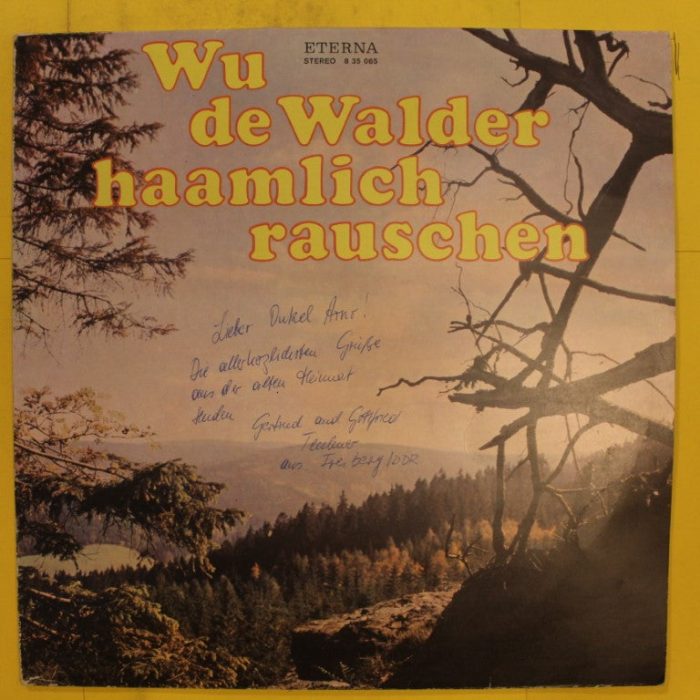 ETERNA
STEREO 8 35 065
Wu
de Walder
haamlich
rauschen
Lieber Onkel Arno!
Die allerherzlichsten Grüße
aus der alten Heimat
senden Gertrud und Gottfried
aus Freiberg/DDR